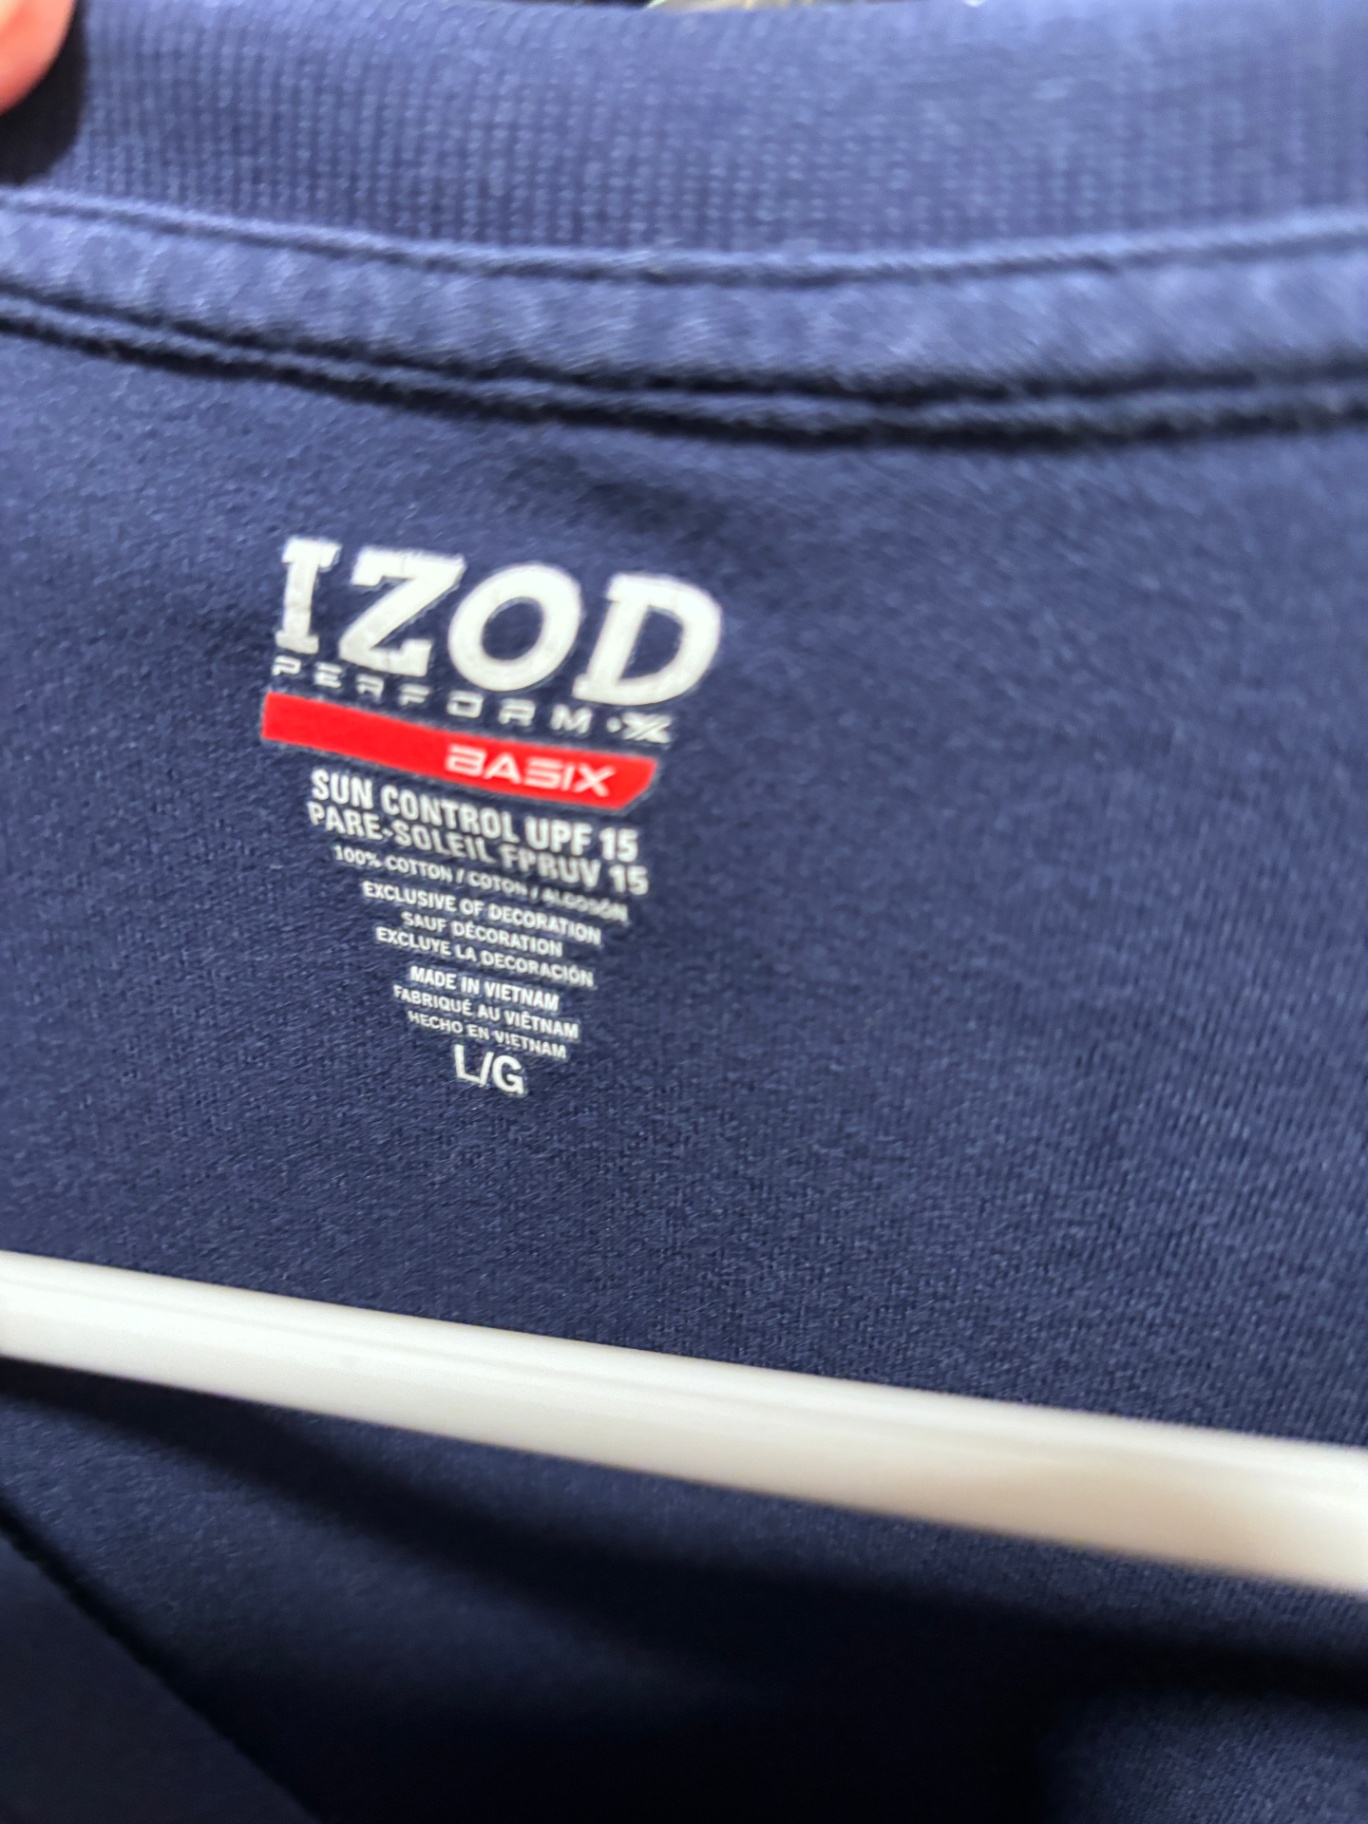 IZOD
PERFORM·X
BASIX
SUN CONTROL UPF 15
PARE-SOLEIL FPRUV 15
100% COTTON / COTON / ALGODÓN
EXCLUSIVE OF DECORATION
SAUF DÉCORATION
EXCLUYE LA DECORACIÓN
MADE IN VIETNAM
FABRIQUÉ AU VIÊTNAM
HECHO EN VIETNAM
L/G